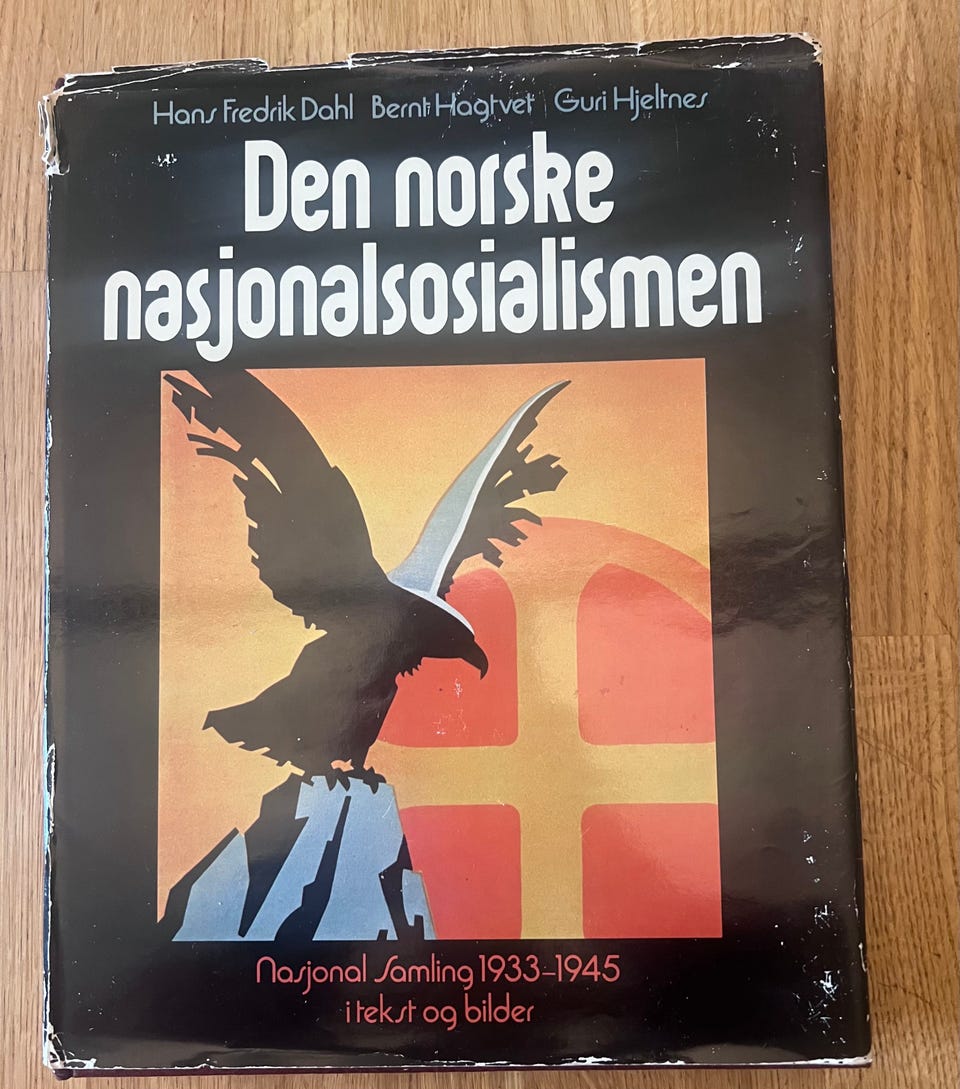 Hans Fredrik Dahl Bernt Hagtvet Guri Hjeltnes
Den norske
nasjonalsosialismen
Nasjonal Samling 1933–1945
i tekst og bilder